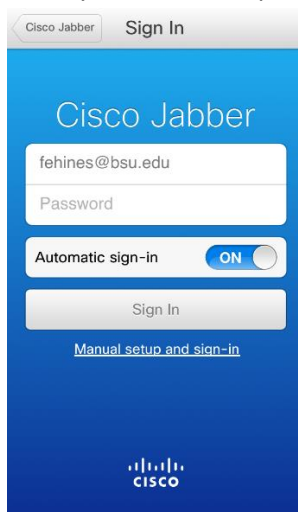 Cisco Jabber
Sign In
Cisco Jabber
fehines@bsu.edu
Password
Automatic sign-in
ON
Sign In
Manual setup and sign-in
CISCO